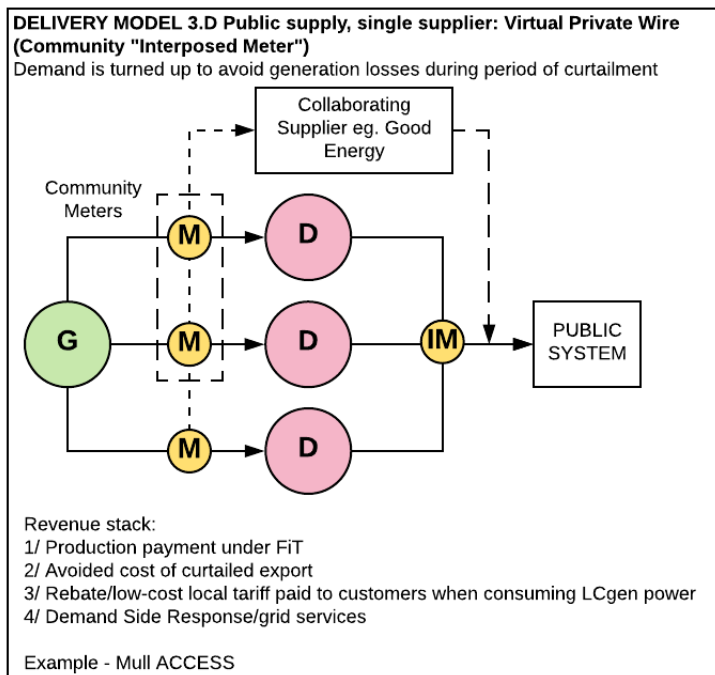 DELIVERY MODEL 3.D Public supply, single supplier: Virtual Private Wire
(Community "Interposed Meter")
Demand is turned up to avoid generation losses during period of curtailment
Collaborating
Supplier eg. Good
Energy
Community
Meters
M
D
G
M
D
IM
PUBLIC
SYSTEM
M
D
Revenue stack:
1/ Production payment under FiT
2/ Avoided cost of curtailed export
3/ Rebate/low-cost local tariff paid to customers when consuming LCgen power
4/ Demand Side Response/grid services
Example - Mull ACCESS